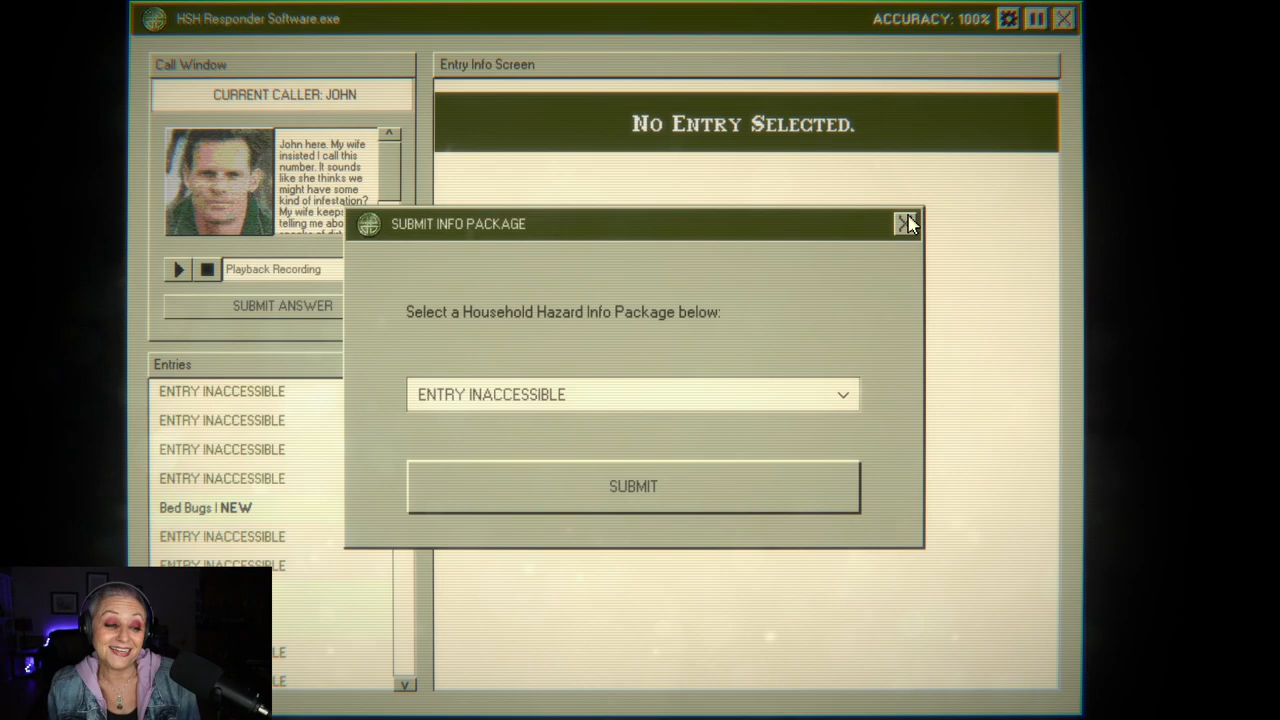 HSH Responder Software.exe
ACCURACY: 100%
Call Window
CURRENT CALLER: JOHN
John here. My wife
insisted I call this
number. It sounds
like she thinks we
might have some
kind of infestation?
My wife keeps
telling me
Playback Recording
SUBMIT ANSWER
Entries
ENTRY INACCESSIBLE
ENTRY INACCESSIBLE
ENTRY INACCESSIBLE
ENTRY INACCESSIBLE
Bed Bugs | NEW
ENTRY INACCESSIBLE
Entry Info Screen
NO ENTRY SELECTED.
SUBMIT INFO PACKAGE
Select a Household Hazard Info Package below:
ENTRY INACCESSIBLE
SUBMIT